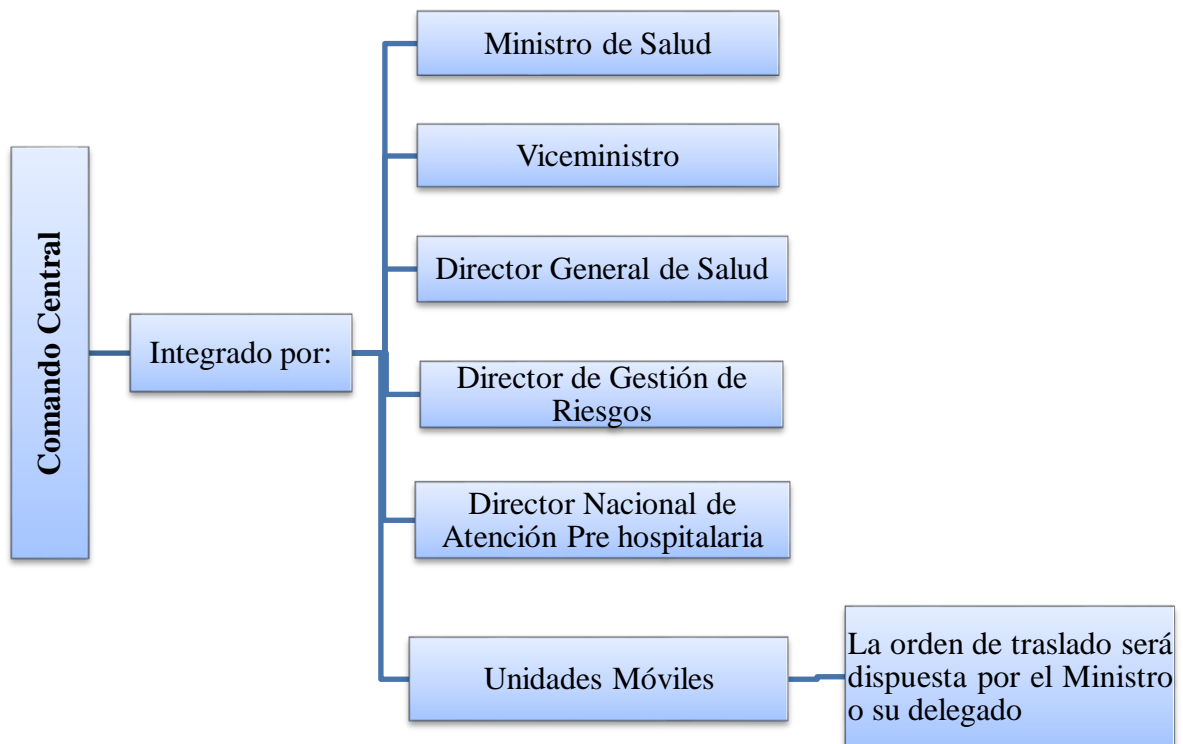 Comando Central
Integrado por:
Ministro de Salud
Viceministro
Director General de Salud
Director de Gestión de
Riesgos
Director Nacional de
Atención Pre hospitalaria
Unidades Móviles
La orden de traslado será
dispuesta por el Ministro
o su delegado